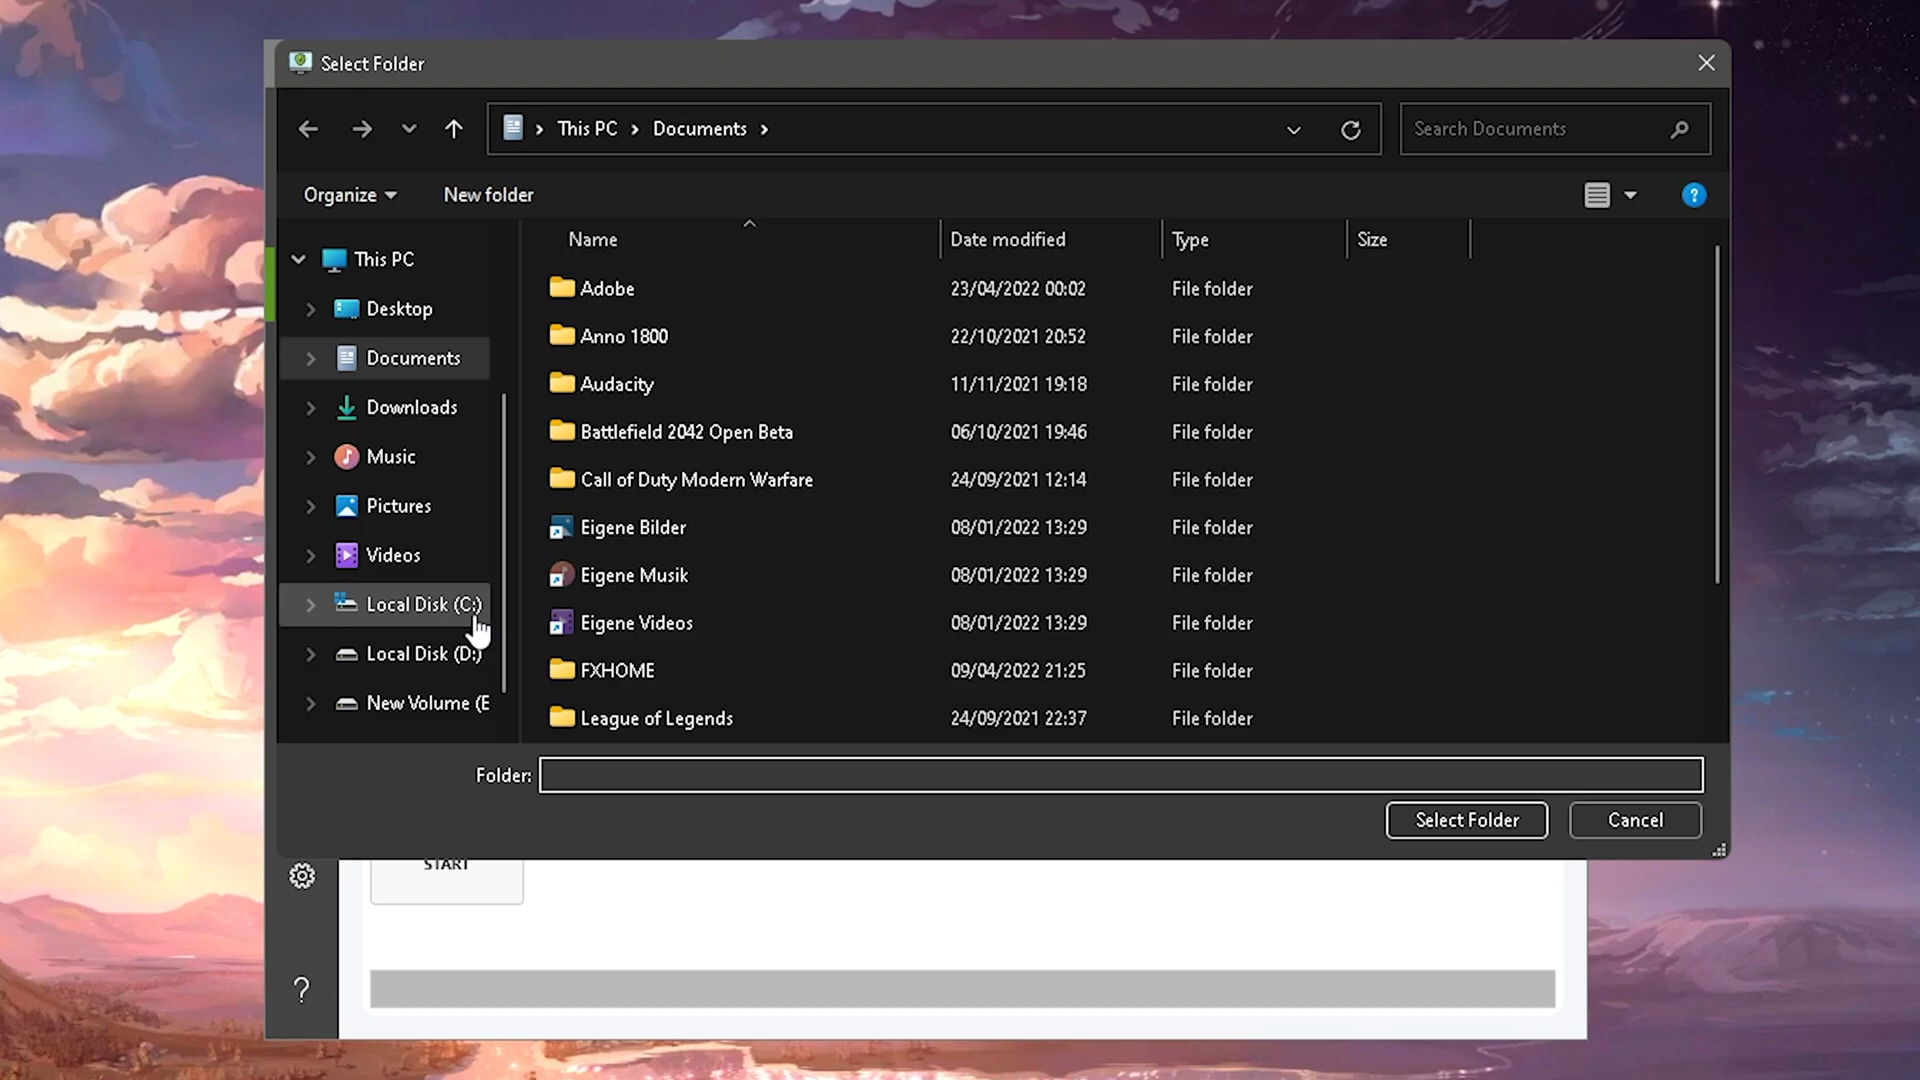 Select Folder
This PC Documents
Search Documents
Organize
New folder
?
Name Date modified Type Size
This PC
Desktop
Documents
Downloads
Music
Pictures
Videos
Local Disk (C:)
Local Disk (D:)
New Volume (E
Adobe 23/04/2022 00:02 File folder
Anno 1800 22/10/2021 20:52 File folder
Audacity 11/11/2021 19:18 File folder
Battlefield 2042 Open Beta 06/10/2021 19:46 File folder
Call of Duty Modern Warfare 24/09/2021 12:14 File folder
Eigene Bilder 08/01/2022 13:29 File folder
Eigene Musik 08/01/2022 13:29 File folder
Eigene Videos 08/01/2022 13:29 File folder
FXHOME 09/04/2022 21:25 File folder
League of Legends 24/09/2021 22:37 File folder
Folder:
Select Folder
Cancel
START
?